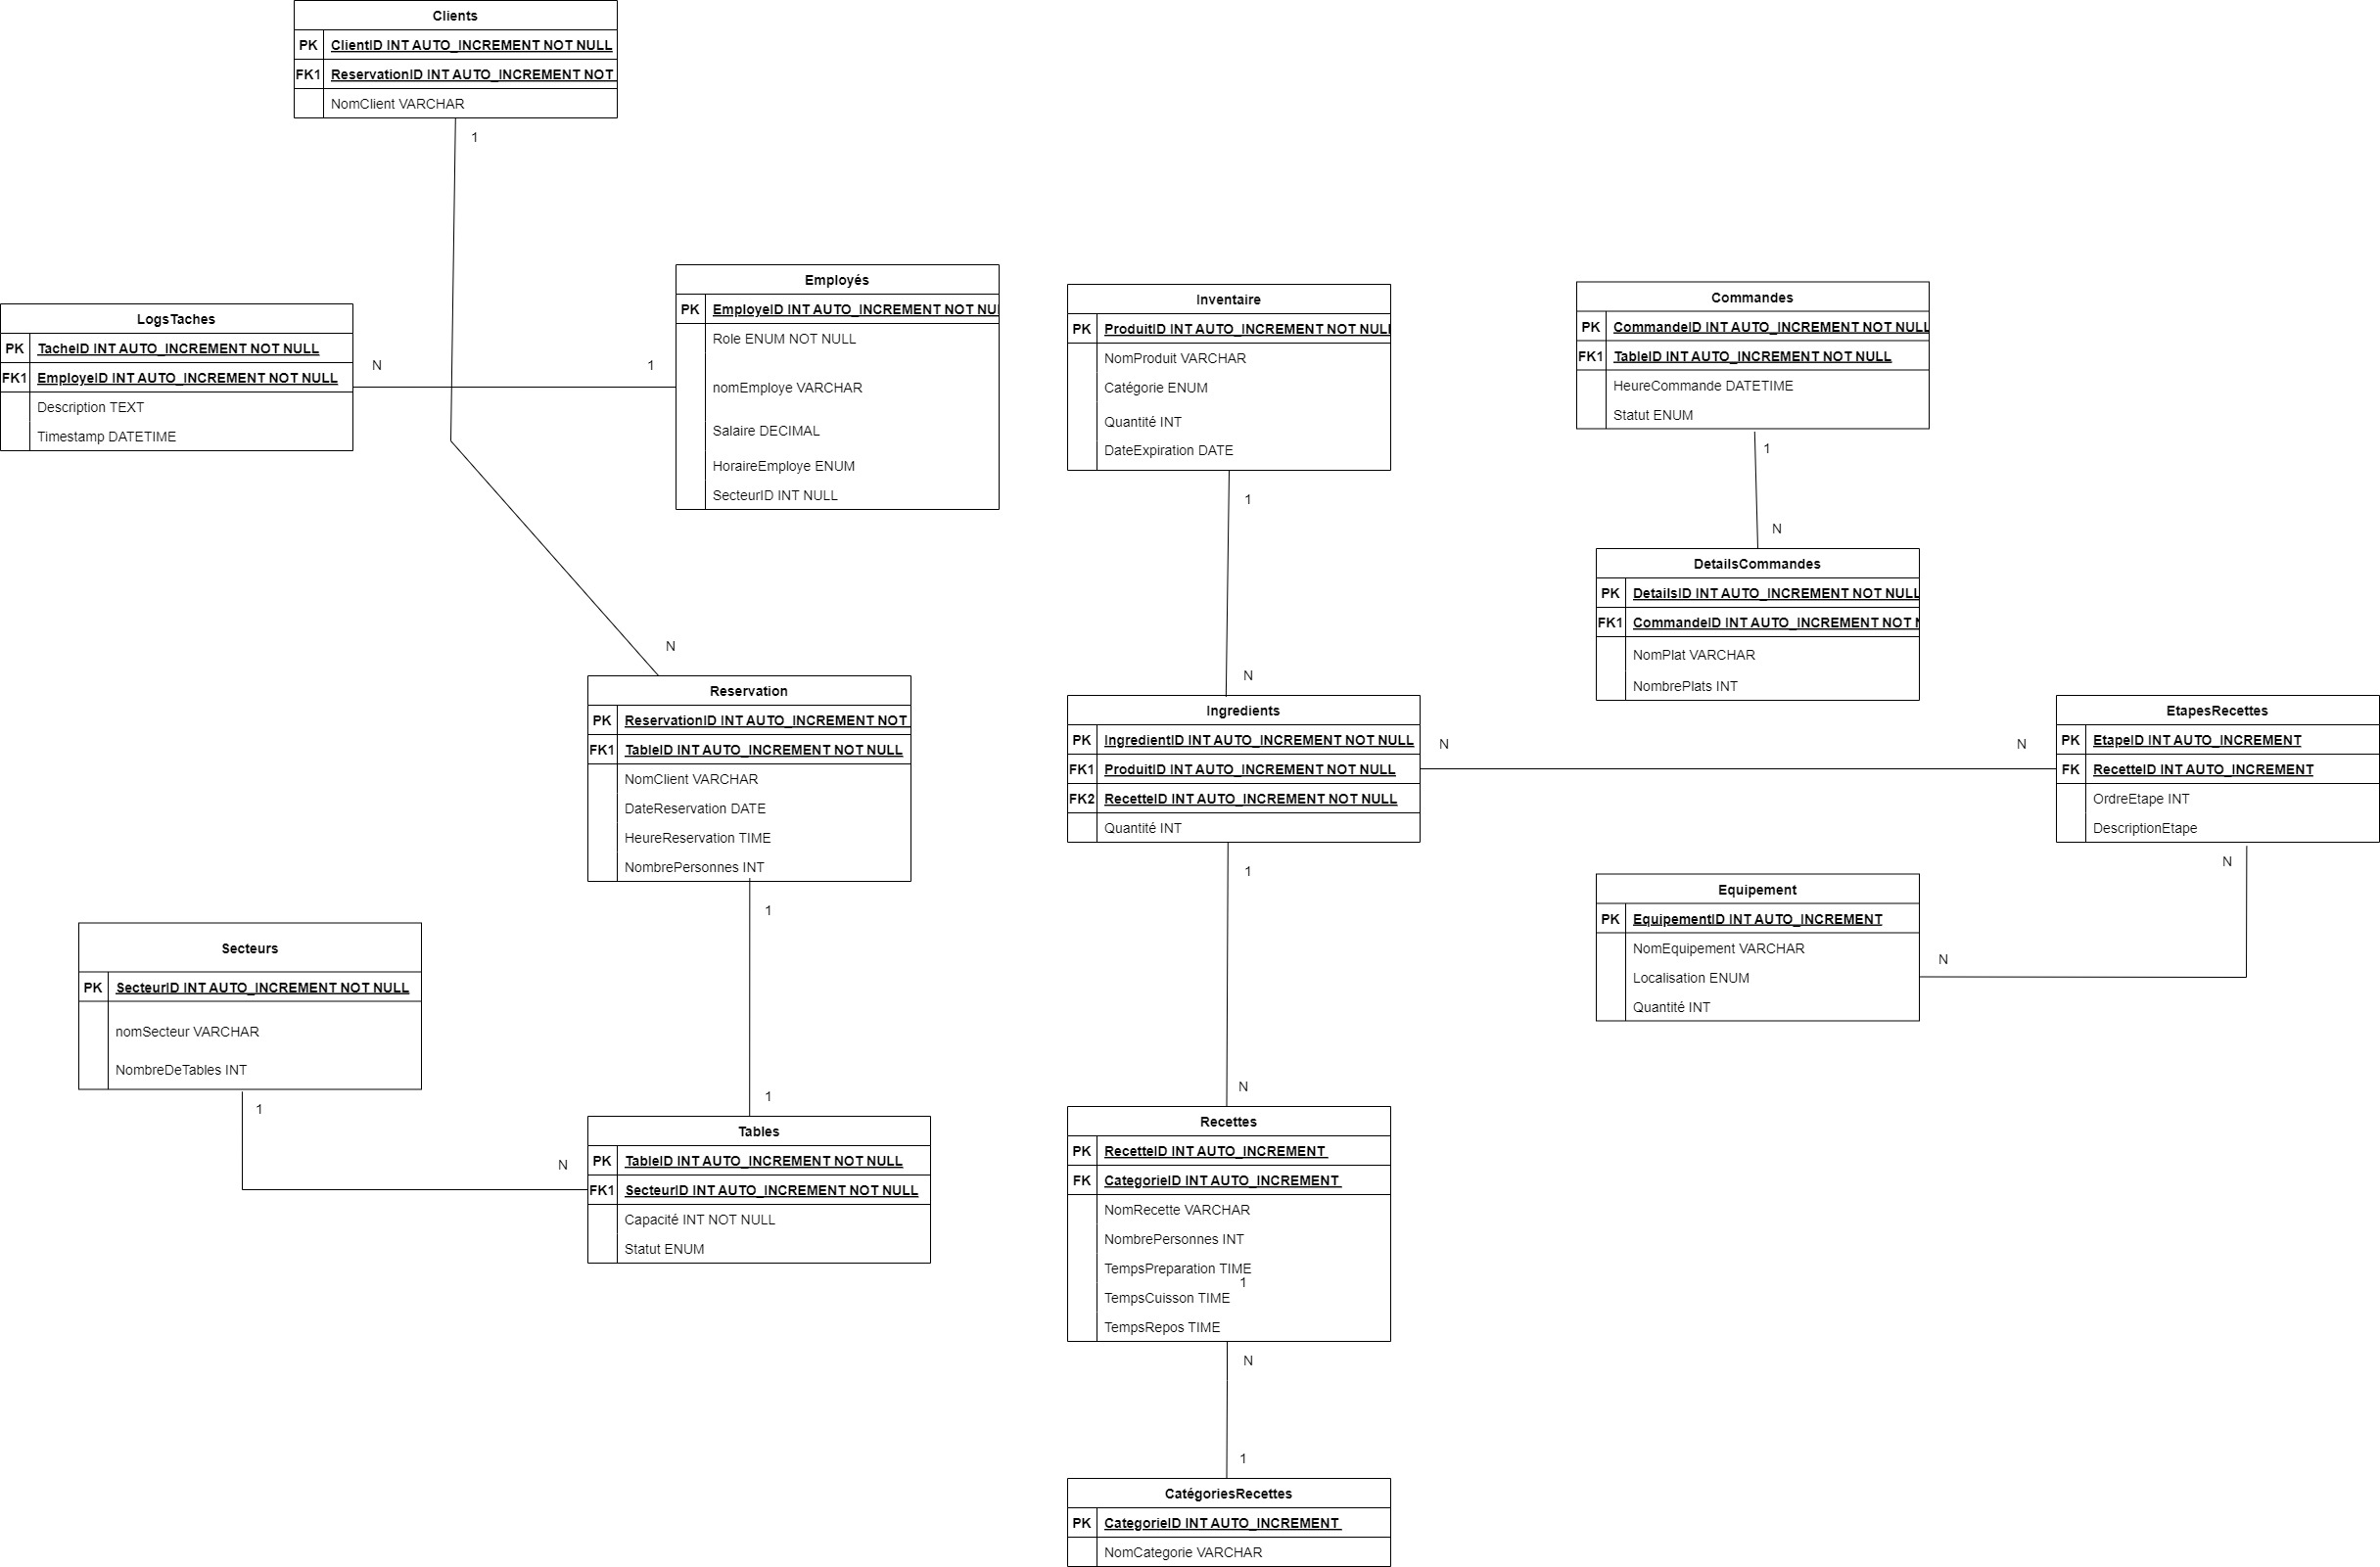 Clients
PK ClientID INT AUTO_INCREMENT NOT NULL
FK1 ReservationID INT AUTO_INCREMENT NOT
NomClient VARCHAR
1
Employés
PK EmployeID INT AUTO_INCREMENT NOT NU
Role ENUM NOT NULL
nomEmploye VARCHAR
Salaire DECIMAL
HoraireEmploye ENUM
SecteurID INT NULL
LogsTaches
PK TacheID INT AUTO_INCREMENT NOT NULL
FK1 EmployeID INT AUTO_INCREMENT NOT NULL
Description TEXT
Timestamp DATETIME
N
1
Inventaire
PK ProduitID INT AUTO_INCREMENT NOT NULL
NomProduit VARCHAR
Catégorie ENUM
Quantité INT
DateExpiration DATE
1
N
Commandes
PK CommandeID INT AUTO_INCREMENT NOT NULL
FK1 TableID INT AUTO_INCREMENT NOT NULL
HeureCommande DATETIME
Statut ENUM
1
N
DetailsCommandes
PK DetailsID INT AUTO_INCREMENT NOT NULL
FK1 CommandeID INT AUTO_INCREMENT NOT N
NomPlat VARCHAR
NombrePlats INT
N
Reservation
PK ReservationID INT AUTO_INCREMENT NOT
FK1 TableID INT AUTO_INCREMENT NOT NULL
NomClient VARCHAR
DateReservation DATE
HeureReservation TIME
NombrePersonnes INT
1
1
Ingredients
PK IngredientID INT AUTO_INCREMENT NOT NULL
FK1 ProduitID INT AUTO_INCREMENT NOT NULL
FK2 RecetteID INT AUTO_INCREMENT NOT NULL
Quantité INT
N
N
1
N
EtapesRecettes
PK EtapeID INT AUTO_INCREMENT
FK RecetteID INT AUTO_INCREMENT
OrdreEtape INT
DescriptionEtape
N
Equipement
PK EquipementID INT AUTO_INCREMENT
NomEquipement VARCHAR
Localisation ENUM
Quantité INT
N
Secteurs
PK SecteurID INT AUTO_INCREMENT NOT NULL
nomSecteur VARCHAR
NombreDeTables INT
1
N
Tables
PK TableID INT AUTO_INCREMENT NOT NULL
FK1 SecteurID INT AUTO_INCREMENT NOT NULL
Capacité INT NOT NULL
Statut ENUM
Recettes
PK RecetteID INT AUTO_INCREMENT
FK CategorieID INT AUTO_INCREMENT
NomRecette VARCHAR
NombrePersonnes INT
TempsPreparation TIME
1
TempsCuisson TIME
TempsRepos TIME
N
1
CatégoriesRecettes
PK CategorieID INT AUTO_INCREMENT
NomCategorie VARCHAR